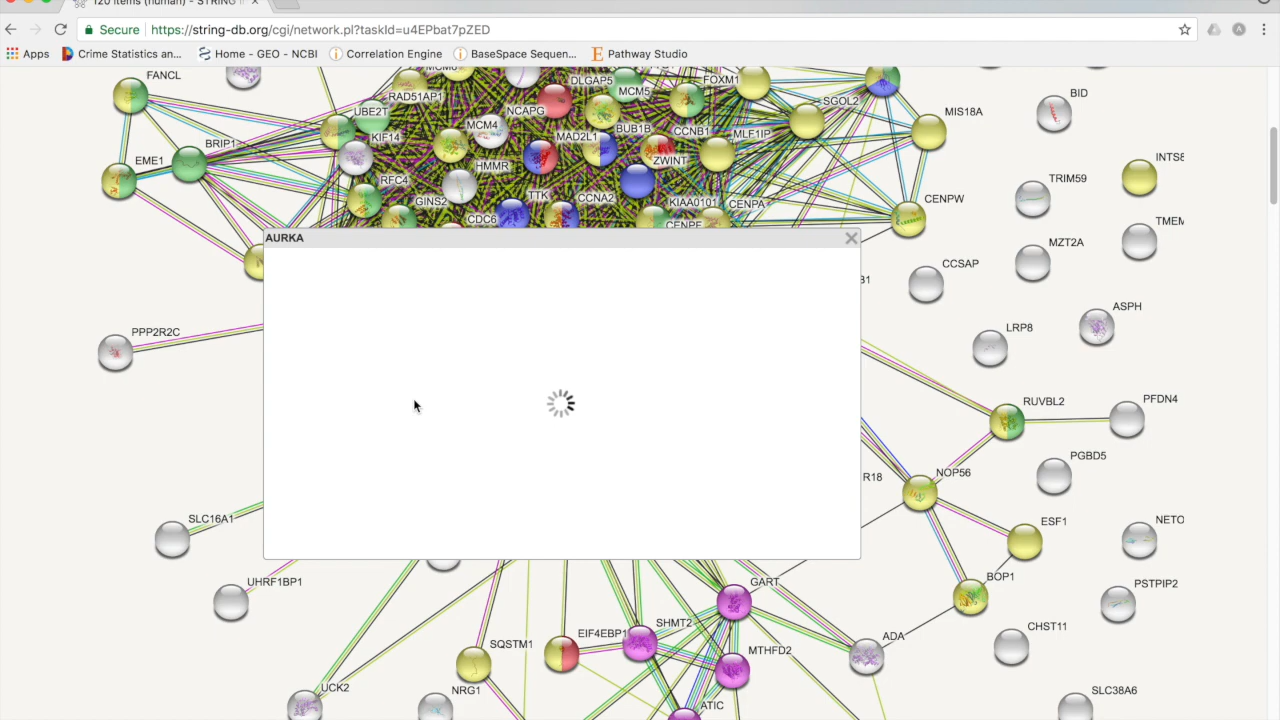 120 items (human) - STRING in
Secure https://string-db.org/cgi/network.pl?taskId=u4EPbat7pZED
Apps Crime Statistics an... Home - GEO - NCBI Correlation Engine BaseSpace Sequen... Pathway Studio
FANCL
DLGAP5
FOXM1
RAD51AP1
MCM5
BID
SGOL2
UBE2T
NCAPG
MIS18A
MCM4
BUB1B
CCNB1
KIF14
MAD2L1
MLF1IP
BRIP1
EME1
INTS8
ZWINT
HMMR
RFC4
TRIM59
TTK
CCNA2
CENPW
GINS2
KIAA0101
CENPA
CDC6
CENPE
AURKA
MZT2A
CCSAP
ASPH
LRP8
PPP2R2C
RUVBL2
PFDN4
PGBD5
R18
NOP56
SLC16A1
ESF1
NETO
BOP1
UHRF1BP1
GART
PSTPIP2
SHMT2
CHST11
EIF4EBP1
ADA
SQSTM1
MTHFD2
UCK2
NRG1
SLC38A6
ATIC